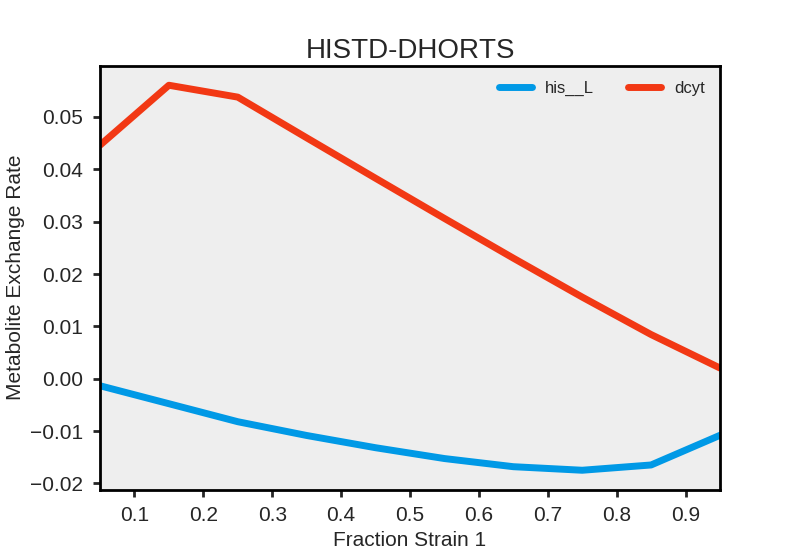 HISTD-DHORTS
his__L
dcyt
Metabolite Exchange Rate
0.05
0.04
0.03
0.02
0.01
0.00
−0.01
−0.02
0.1 0.2 0.3 0.4 0.5 0.6 0.7 0.8 0.9
Fraction Strain 1